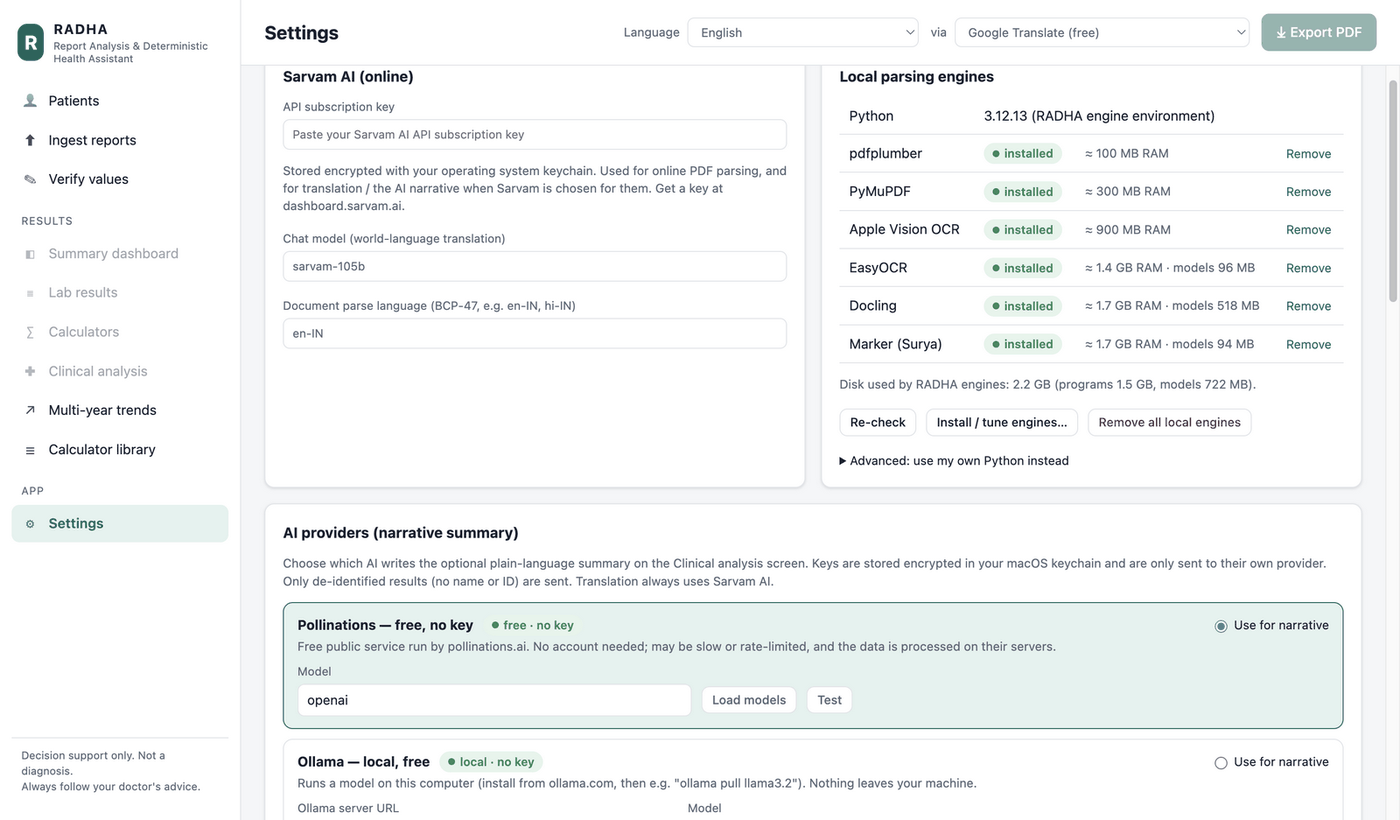 R
RADHA
Report Analysis & Deterministic
Health Assistant
Patients
Ingest reports
Verify values
RESULTS
Summary dashboard
Lab results
Calculators
Clinical analysis
Multi-year trends
Calculator library
APP
Settings
Decision support only. Not a
diagnosis.
Always follow your doctor's advice.
Settings
Language English via Google Translate (free) Export PDF
Sarvam AI (online)
API subscription key
Paste your Sarvam AI API subscription key
Stored encrypted with your operating system keychain. Used for online PDF parsing, and
for translation / the AI narrative when Sarvam is chosen for them. Get a key at
dashboard.sarvam.ai.
Chat model (world-language translation)
sarvam-105b
Document parse language (BCP-47, e.g. en-IN, hi-IN)
en-IN
Local parsing engines
Python 3.12.13 (RADHA engine environment)
pdfplumber installed ≈ 100 MB RAM Remove
PyMuPDF installed ≈ 300 MB RAM Remove
Apple Vision OCR installed ≈ 900 MB RAM Remove
EasyOCR installed ≈ 1.4 GB RAM · models 96 MB Remove
Docling installed ≈ 1.7 GB RAM · models 518 MB Remove
Marker (Surya) installed ≈ 1.7 GB RAM · models 94 MB Remove
Disk used by RADHA engines: 2.2 GB (programs 1.5 GB, models 722 MB).
Re-check Install / tune engines... Remove all local engines
Advanced: use my own Python instead
AI providers (narrative summary)
Choose which AI writes the optional plain-language summary on the Clinical analysis screen. Keys are stored encrypted in your macOS keychain and are only sent to their own provider.
Only de-identified results (no name or ID) are sent. Translation always uses Sarvam AI.
Pollinations — free, no key free · no key Use for narrative
Free public service run by pollinations.ai. No account needed; may be slow or rate-limited, and the data is processed on their servers.
Model
openai Load models Test
Ollama — local, free local · no key Use for narrative
Runs a model on this computer (install from ollama.com, then e.g. "ollama pull llama3.2"). Nothing leaves your machine.
Ollama server URL Model